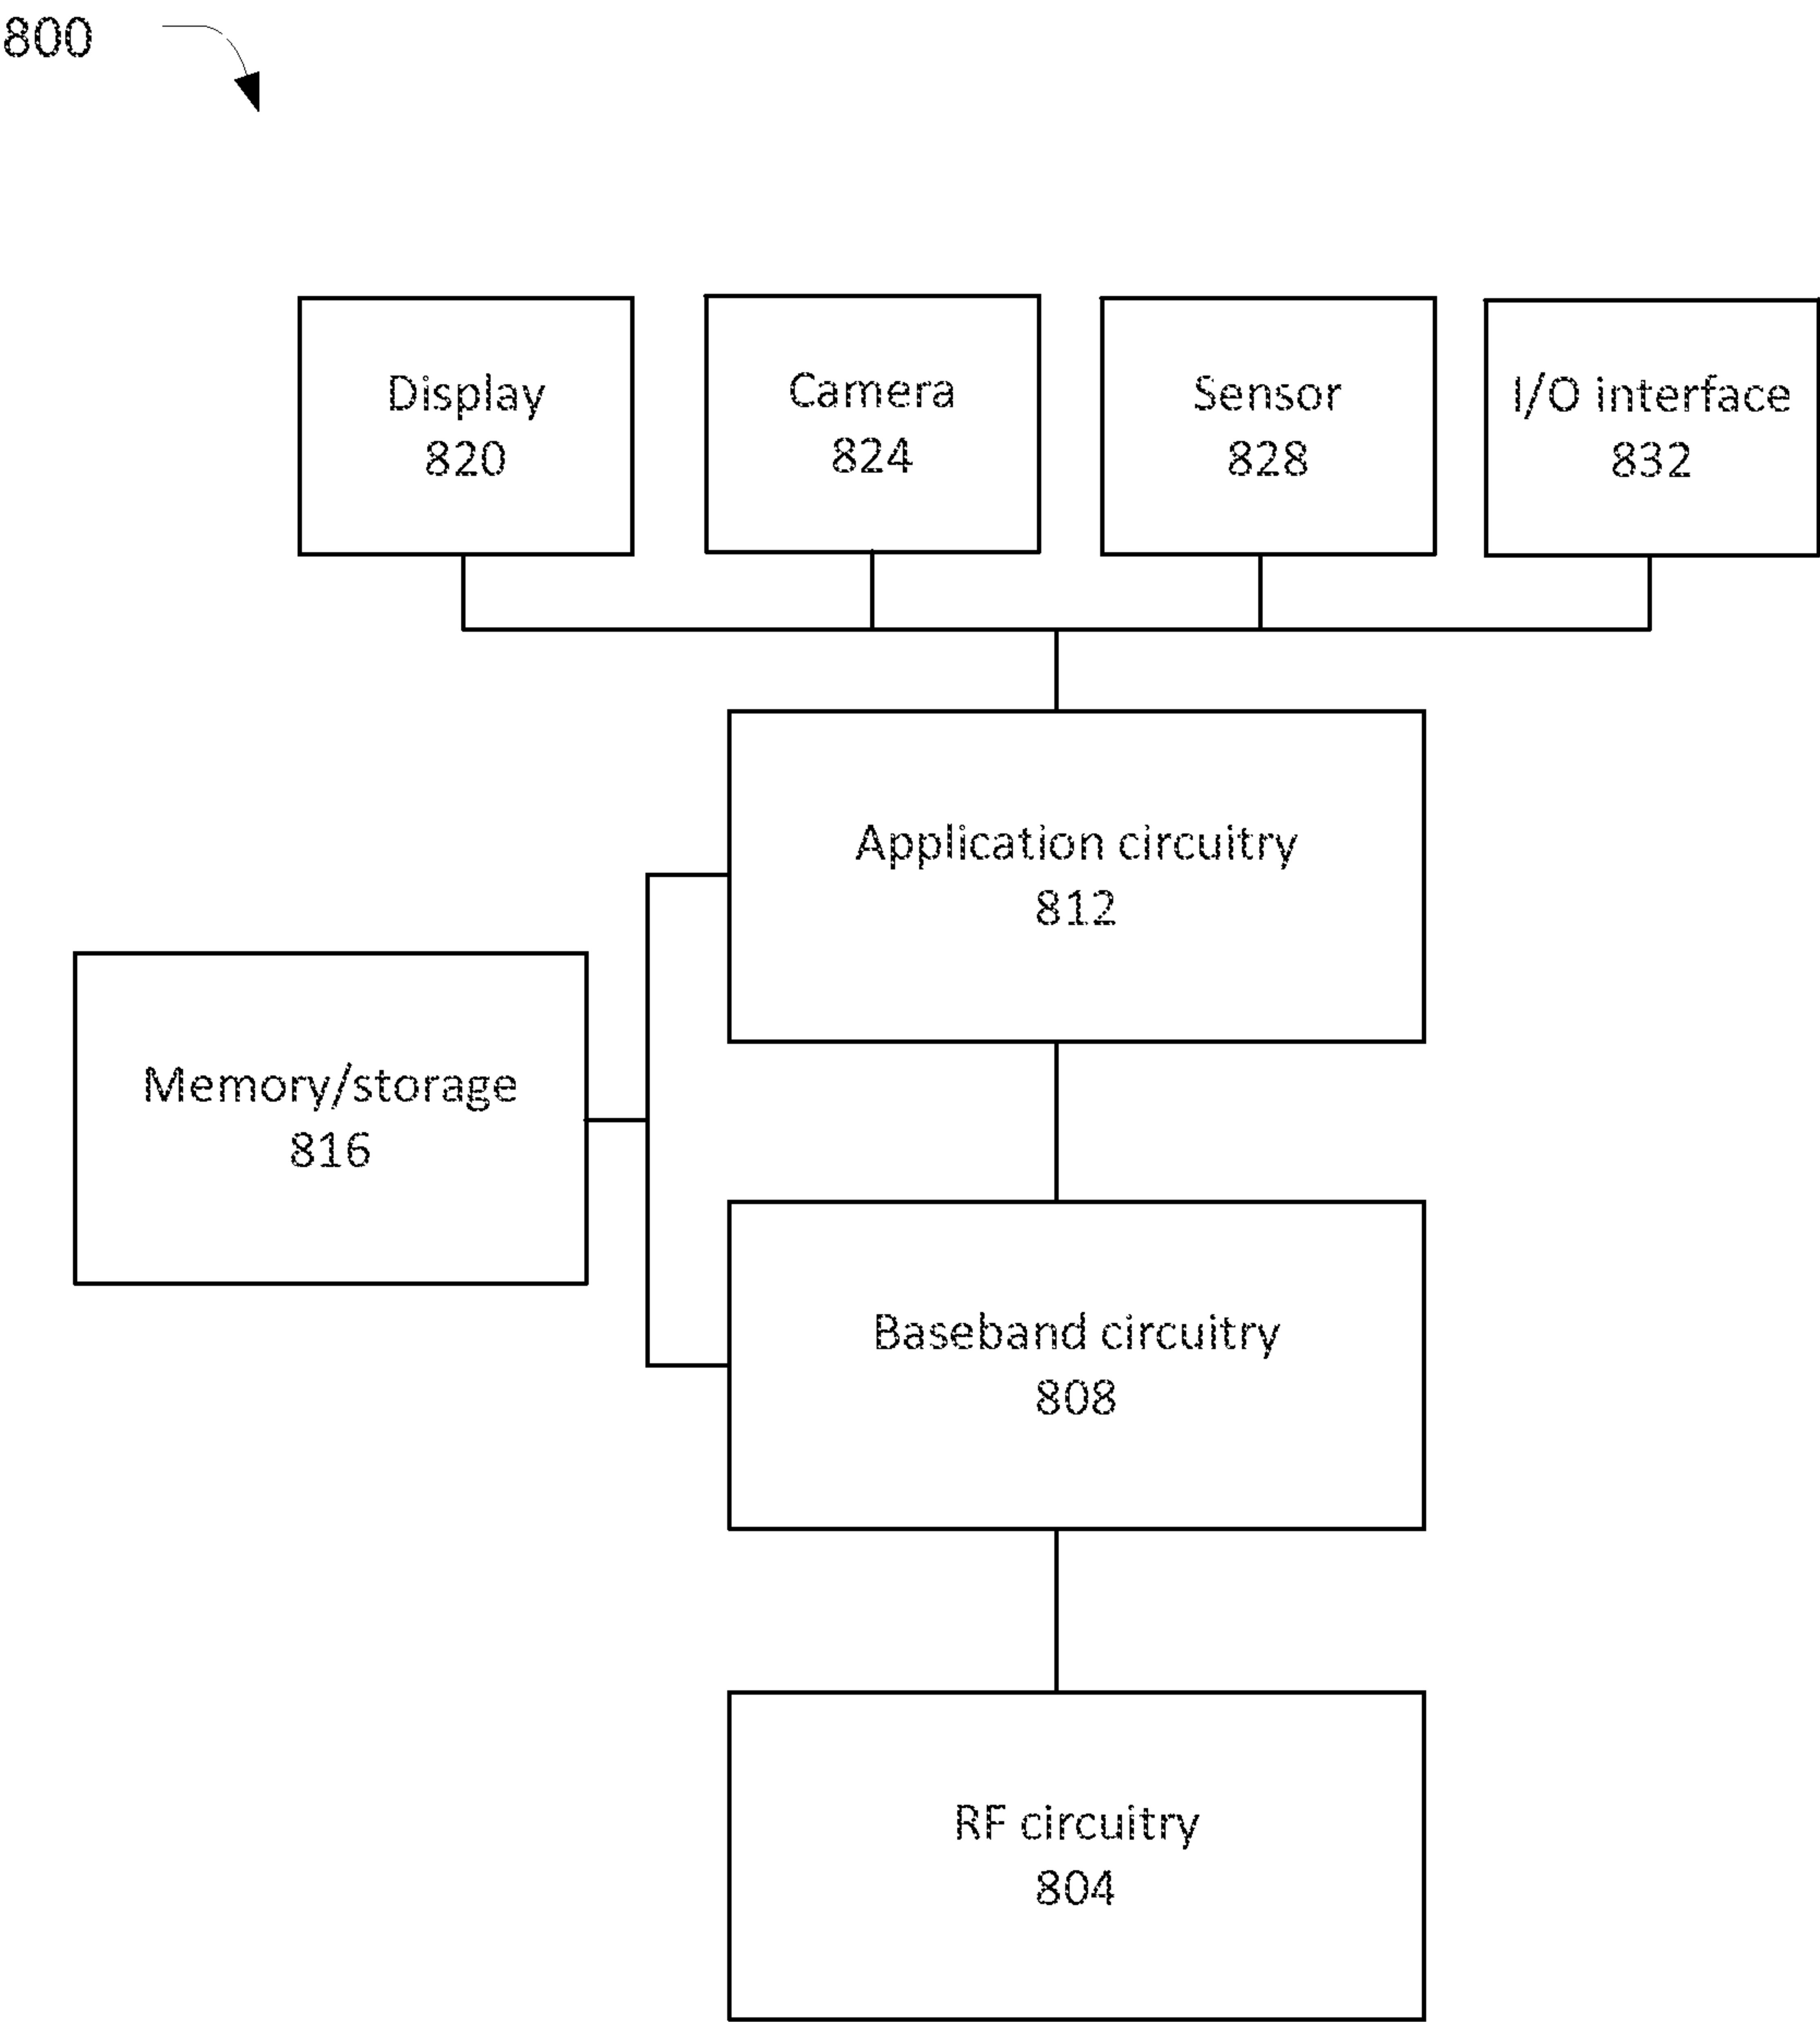 800
Display
820
Camera
824
Sensor
828
I/O interface
832
Application circuitry
812
Memory/storage
816
Baseband circuitry
808
RF circuitry
804